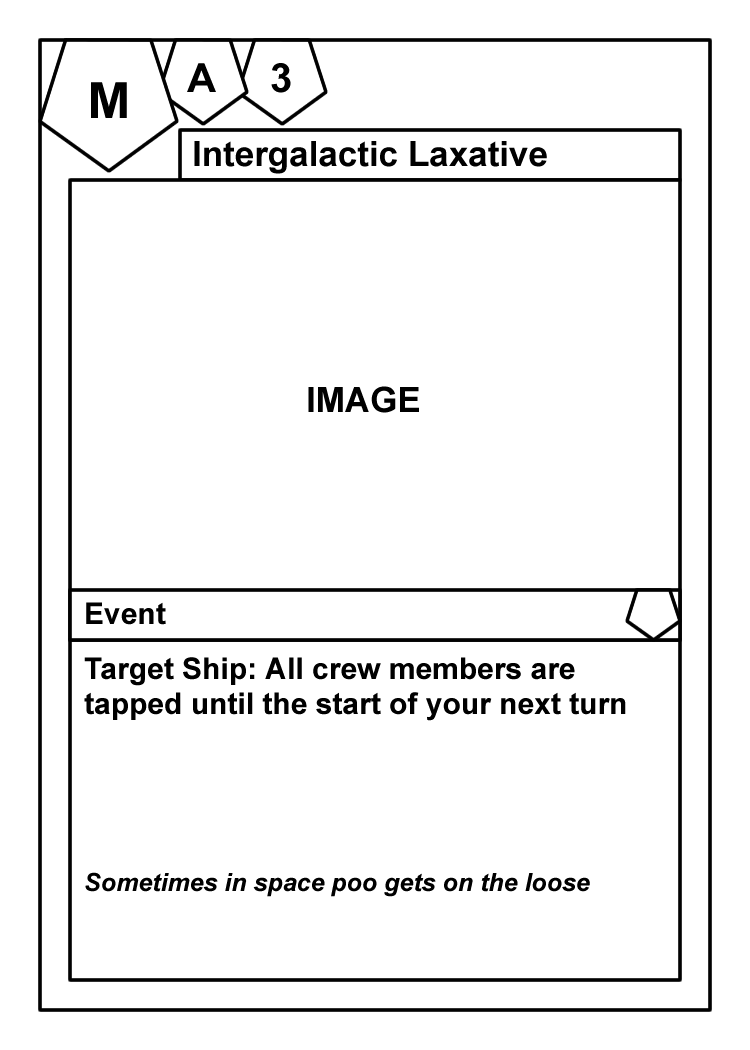 M A 3
Intergalactic Laxative
IMAGE
Event
Target Ship: All crew members are
tapped until the start of your next turn
Sometimes in space poo gets on the loose